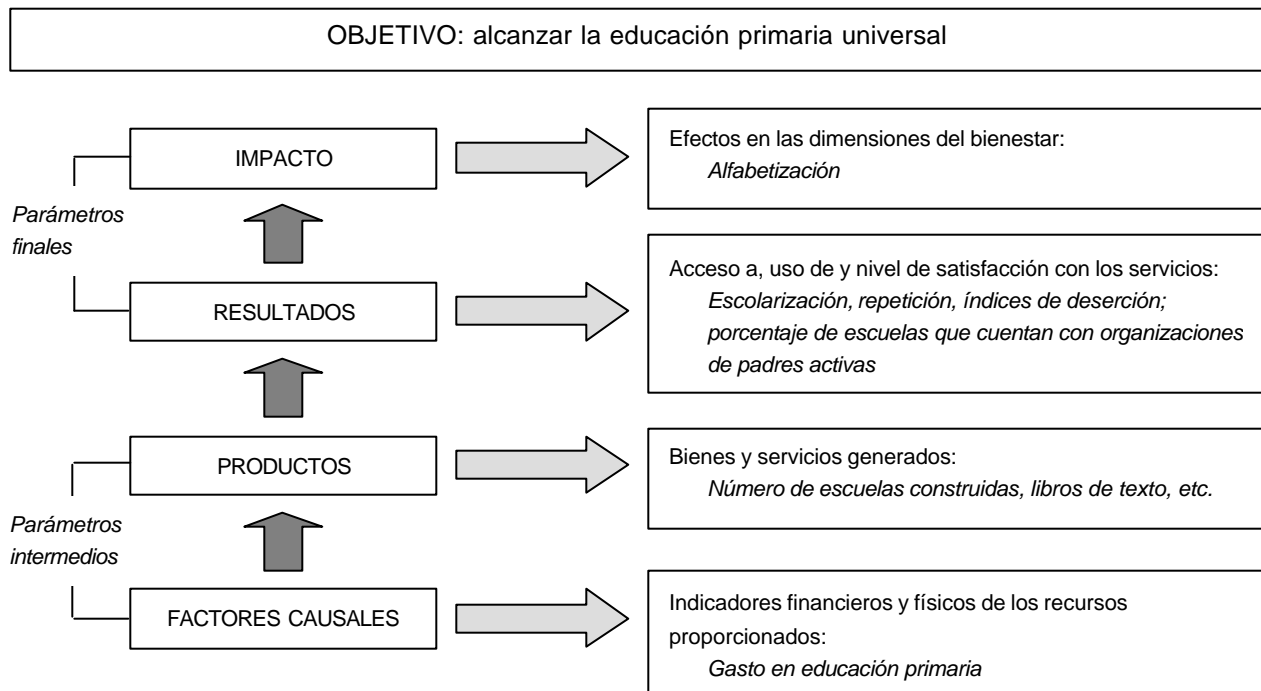 OBJETIVO: alcanzar la educación primaria universal
IMPACTO
Efectos en las dimensiones del bienestar:
Alfabetización
Parámetros
finales
RESULTADOS
Acceso a, uso de y nivel de satisfacción con los servicios:
Escolarización, repetición, índices de deserción;
porcentaje de escuelas que cuentan con organizaciones
de padres activas
PRODUCTOS
Bienes y servicios generados:
Número de escuelas construidas, libros de texto, etc.
Parámetros
intermedios
FACTORES CAUSALES
Indicadores financieros y físicos de los recursos
proporcionados:
Gasto en educación primaria